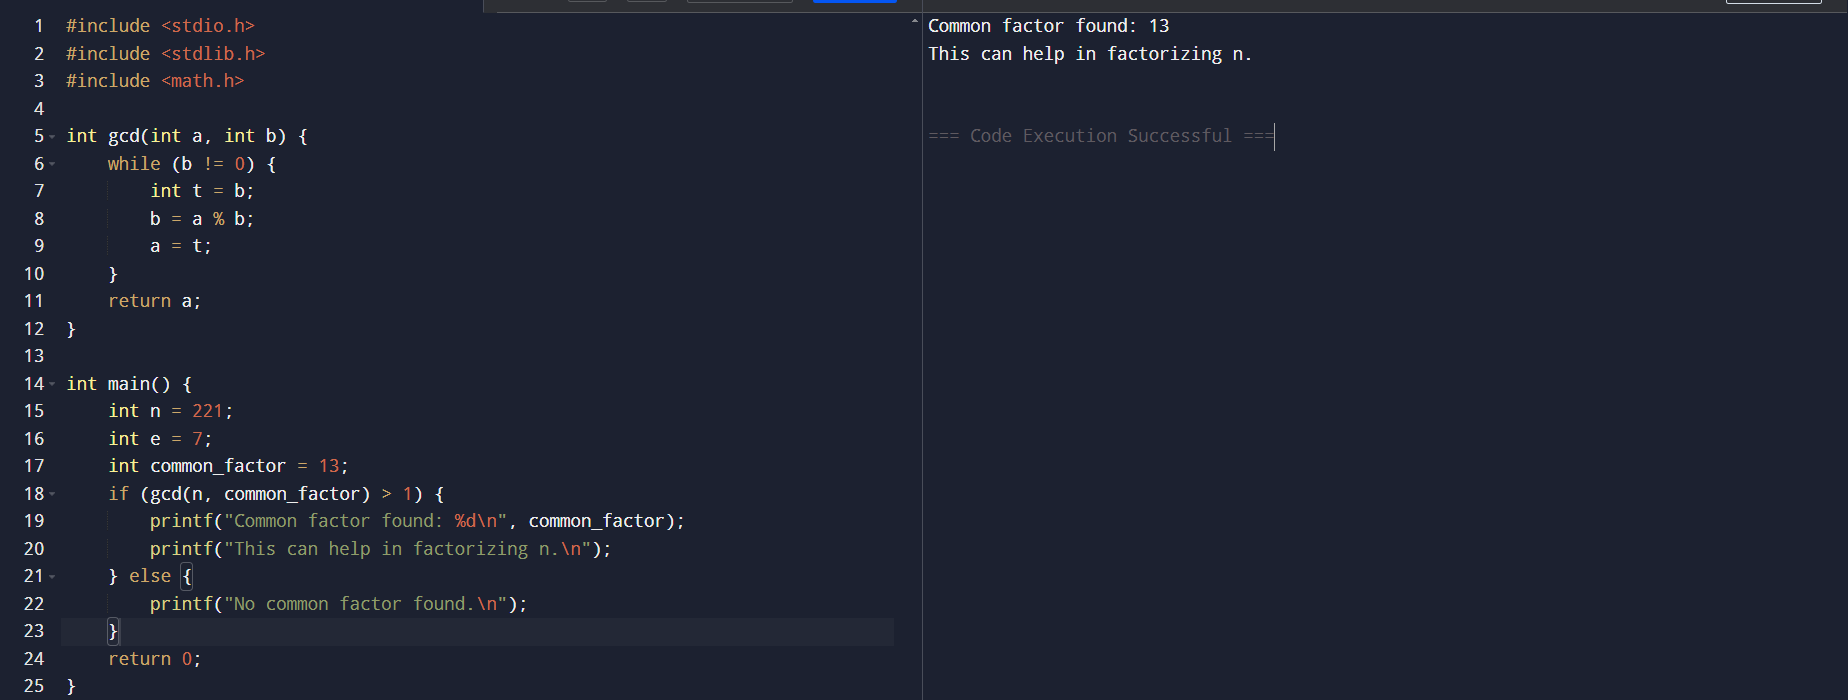 1 #include <stdio.h>
2 #include <stdlib.h>
3 #include <math.h>
4
5 int gcd(int a, int b) {
6     while (b != 0) {
7         int t = b;
8         b = a % b;
9         a = t;
10     }
11     return a;
12 }
13
14 int main() {
15     int n = 221;
16     int e = 7;
17     int common_factor = 13;
18     if (gcd(n, common_factor) > 1) {
19         printf("Common factor found: %d\n", common_factor);
20         printf("This can help in factorizing n.\n");
21     } else {
22         printf("No common factor found.\n");
23     }
24     return 0;
25 }
Common factor found: 13
This can help in factorizing n.
=== Code Execution Successful ===